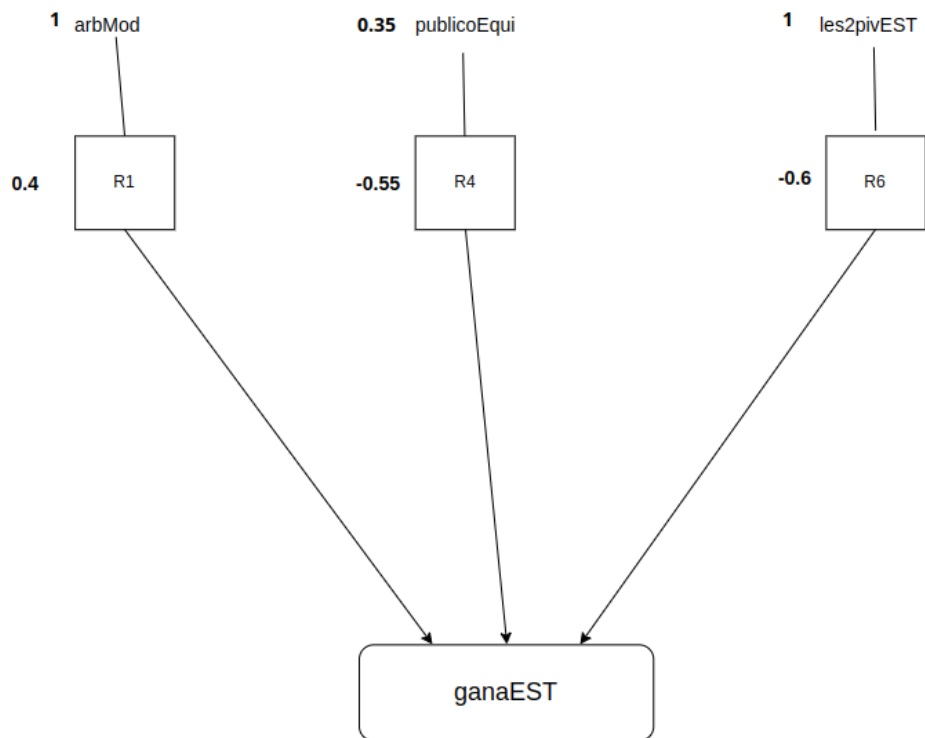 1 arbMod
0.35 publicoEqui
1 les2pivEST
0.4 R1
-0.55 R4
-0.6 R6
ganaEST